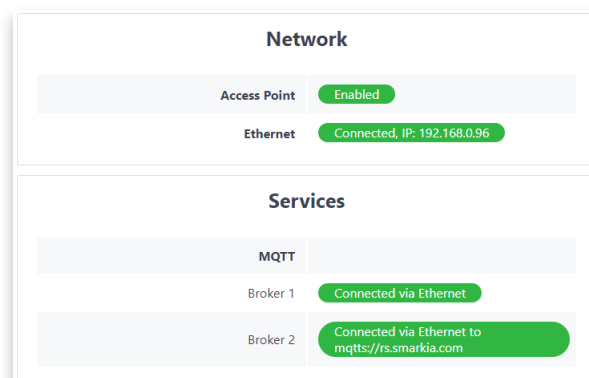 Network
Access Point Enabled
Ethernet Connected, IP: 192.168.0.96
Services
MQTT
Broker 1 Connected via Ethernet
Broker 2 Connected via Ethernet to
mqtts://rs.smarkia.com